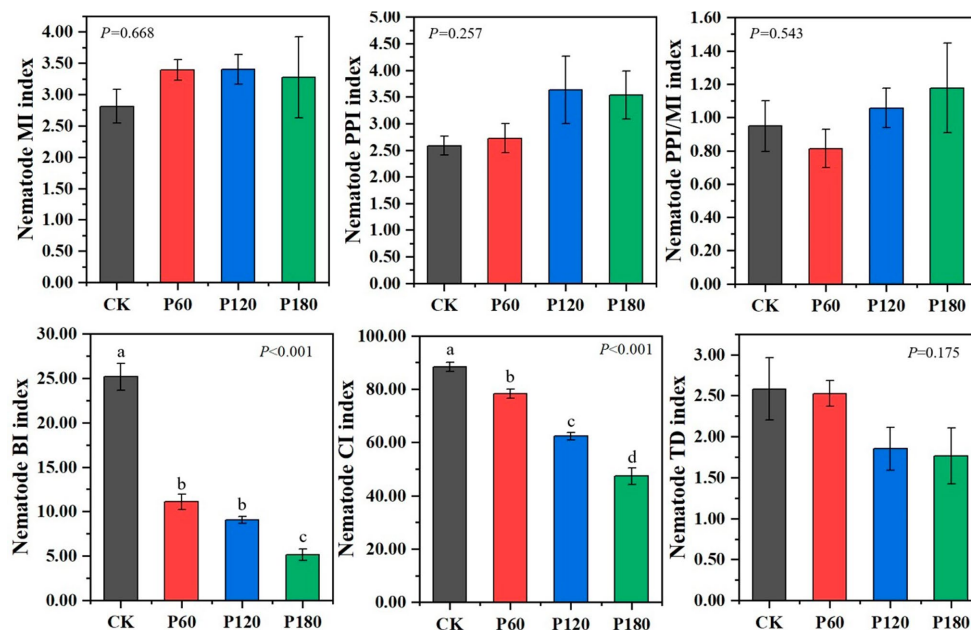 Nematode MI index
P=0.668
4.00
3.50
3.00
2.50
2.00
1.50
1.00
0.50
0.00
CK P60 P120 P180
Nematode PPI index
P=0.257
5.00
4.50
4.00
3.50
3.00
2.50
2.00
1.50
1.00
0.50
0.00
CK P60 P120 P180
Nematode PPI/MI index
P=0.543
1.60
1.40
1.20
1.00
0.80
0.60
0.40
0.20
0.00
CK P60 P120 P180
Nematode BI index
P<0.001
30.00
25.00
20.00
15.00
10.00
5.00
0.00
a
b
b
c
CK P60 P120 P180
Nematode CI index
P<0.001
100.00
80.00
60.00
40.00
20.00
0.00
a
b
c
d
CK P60 P120 P180
Nematode TD index
P=0.175
3.00
2.50
2.00
1.50
1.00
0.50
0.00
CK P60 P120 P180